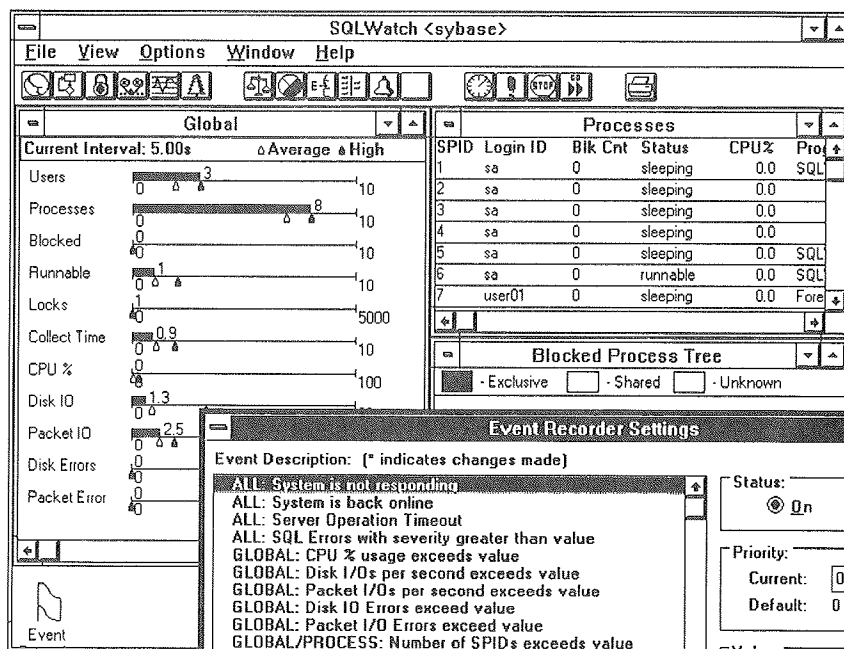 SQLWatch <sybase>
File View Options Window Help
E-£
STOP
GO
Global
Current Interval: 5.00s Average High
Users 3
0 10
Processes 8
0 10
Blocked 0
0 10
Runnable 1
0 10
Locks 1
0 5000
Collect Time 0.9
0 10
CPU % 0
0 100
Disk IO 1.3
0
Packet IO 2.5
0
Disk Errors 0
0
Packet Error 0
0
Event
Processes
SPID Login ID Blk Cnt Status CPU% Prog
1 sa 0 sleeping 0.0 SQL
2 sa 0 sleeping 0.0
3 sa 0 sleeping 0.0
4 sa 0 sleeping 0.0
5 sa 0 sleeping 0.0 SQL
6 sa 0 runnable 0.0 SQL
7 user01 0 sleeping 0.0 Fore
Blocked Process Tree
- Exclusive - Shared - Unknown
Event Recorder Settings
Event Description: (* indicates changes made)
ALL: System is not responding
ALL: System is back online
ALL: Server Operation Timeout
ALL: SQL Errors with severity greater than value
GLOBAL: CPU % usage exceeds value
GLOBAL: Disk I/Os per second exceeds value
GLOBAL: Packet I/Os per second exceeds value
GLOBAL: Disk IO Errors exceed value
GLOBAL: Packet I/O Errors exceed value
GLOBAL/PROCESS: Number of SPIDs exceeds value
Status:
On
Priority:
Current: 0
Default: 0